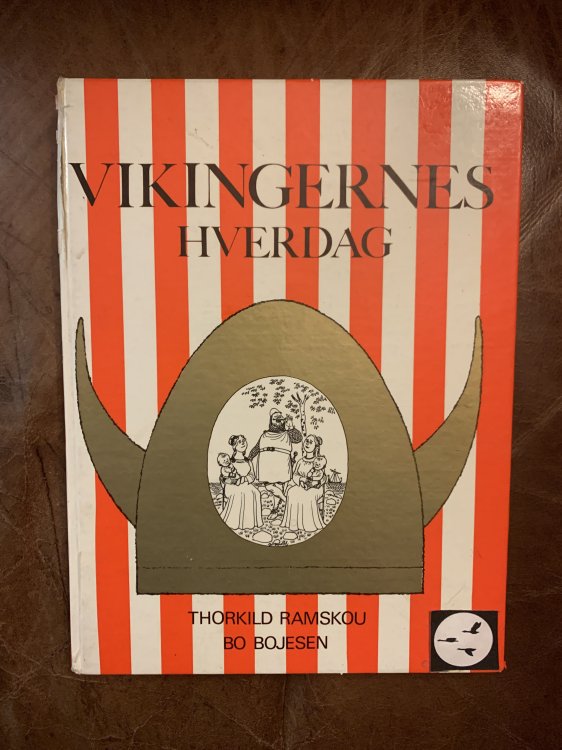 VIKINGERNES
HVERDAG
THORKILD RAMSKOU
BO BOJESEN